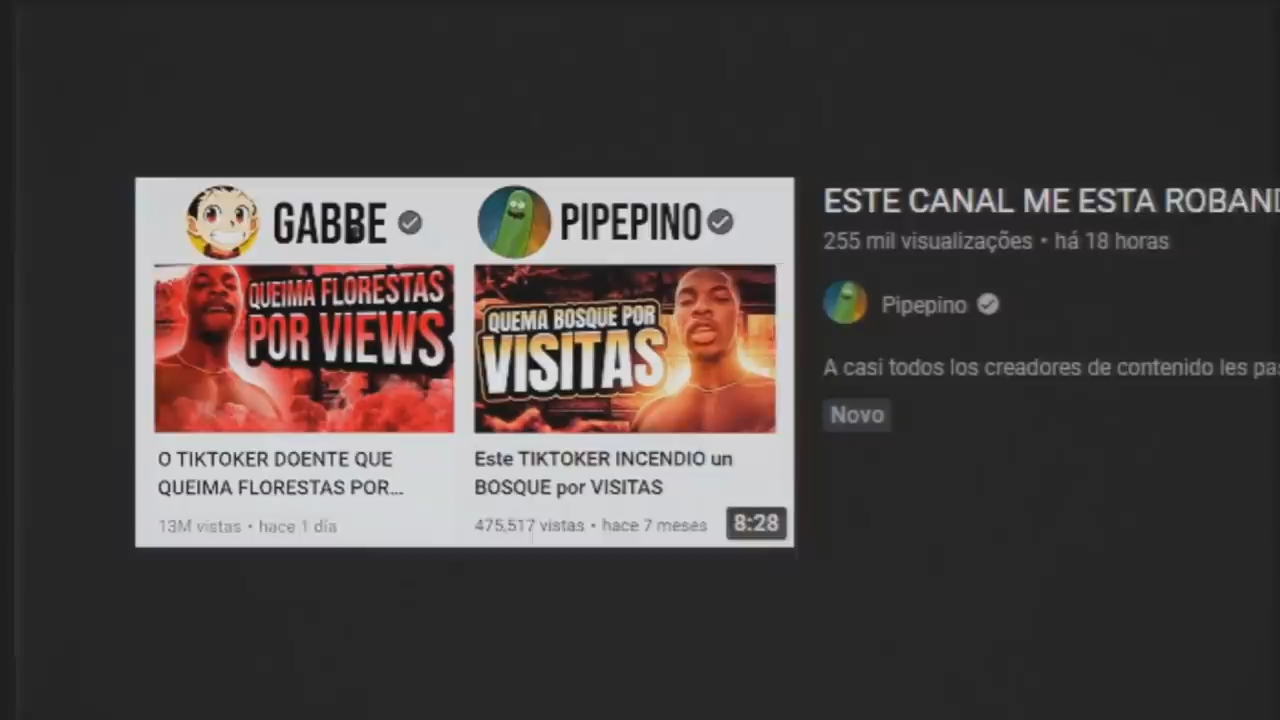 GABBE
PIPEPINO
QUEIMA FLORESTAS
POR VIEWS
QUEMA BOSQUE POR
VISITAS
O TIKTOKER DOENTE QUE
QUEIMA FLORESTAS POR...
13M vistas • hace 1 día
Este TIKTOKER INCENDIO un
BOSQUE por VISITAS
475,517 vistas • hace 7 meses
8:28
ESTE CANAL ME ESTA ROBAND
255 mil visualizações • há 18 horas
Pipepino
A casi todos los creadores de contenido les pas
Novo